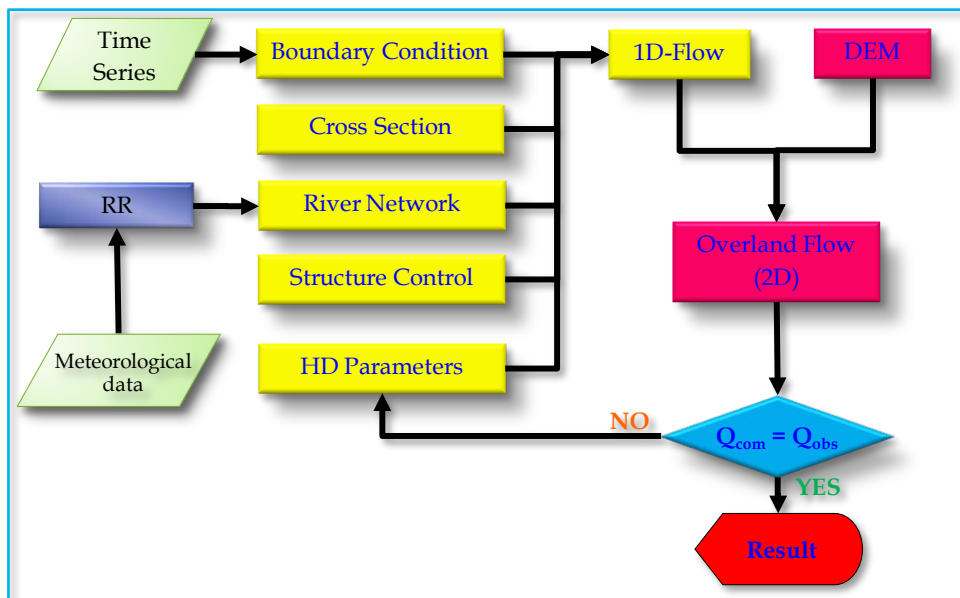 Time
Series
Boundary Condition
1D-Flow
DEM
Cross Section
RR
River Network
Overland Flow
(2D)
Structure Control
Meteorological
data
HD Parameters
NO
Qcom = Qobs
YES
Result